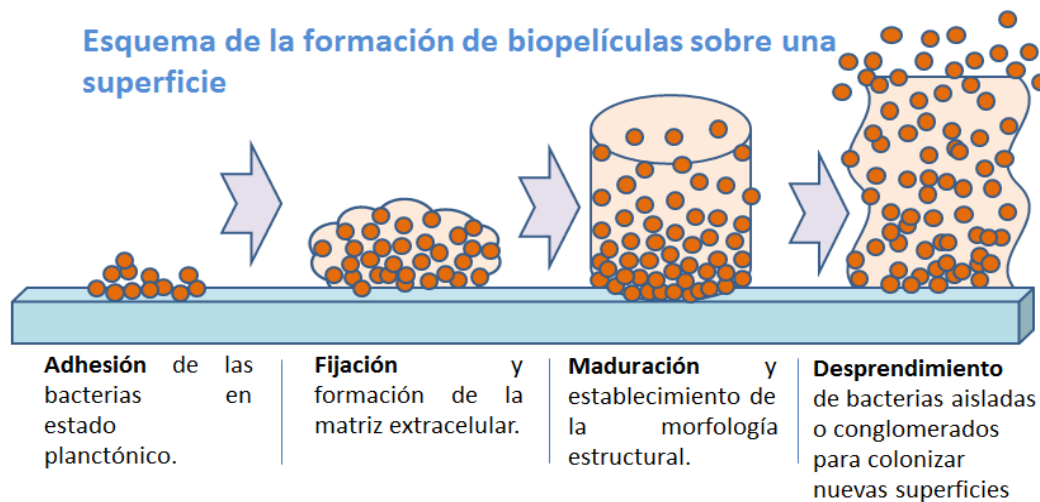 Esquema de la formación de biopelículas sobre una
superficie
Adhesión de las
bacterias en
estado
planctónico.
Fijación y
formación de la
matriz extracelular.
Maduración y
establecimiento de
la morfología
estructural.
Desprendimiento
de bacterias aisladas
o conglomerados
para colonizar
nuevas superficies